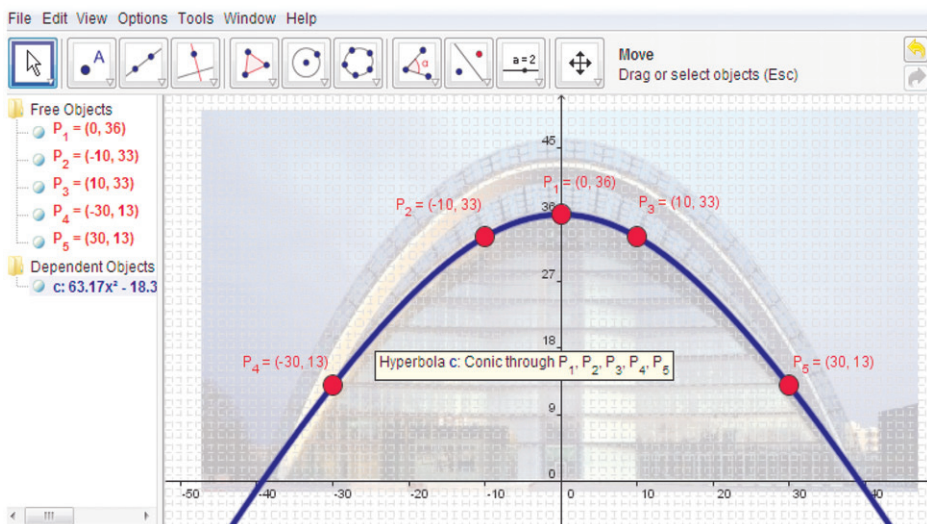 File Edit View Options Tools Window Help
A
α
a=2
Move
Drag or select objects (Esc)
Free Objects
P₁ = (0, 36)
P₂ = (-10, 33)
P₃ = (10, 33)
P₄ = (-30, 13)
P₅ = (30, 13)
Dependent Objects
c: 63.17x² - 18.3
45
P₁ = (0, 36)
P₂ = (-10, 33)
36
P₃ = (10, 33)
27
18
P₄ = (-30, 13)
Hyperbola c: Conic through P₁, P₂, P₃, P₄, P₅
P₅ = (30, 13)
9
0
-50 -40 -30 -20 -10 0 10 20 30 40